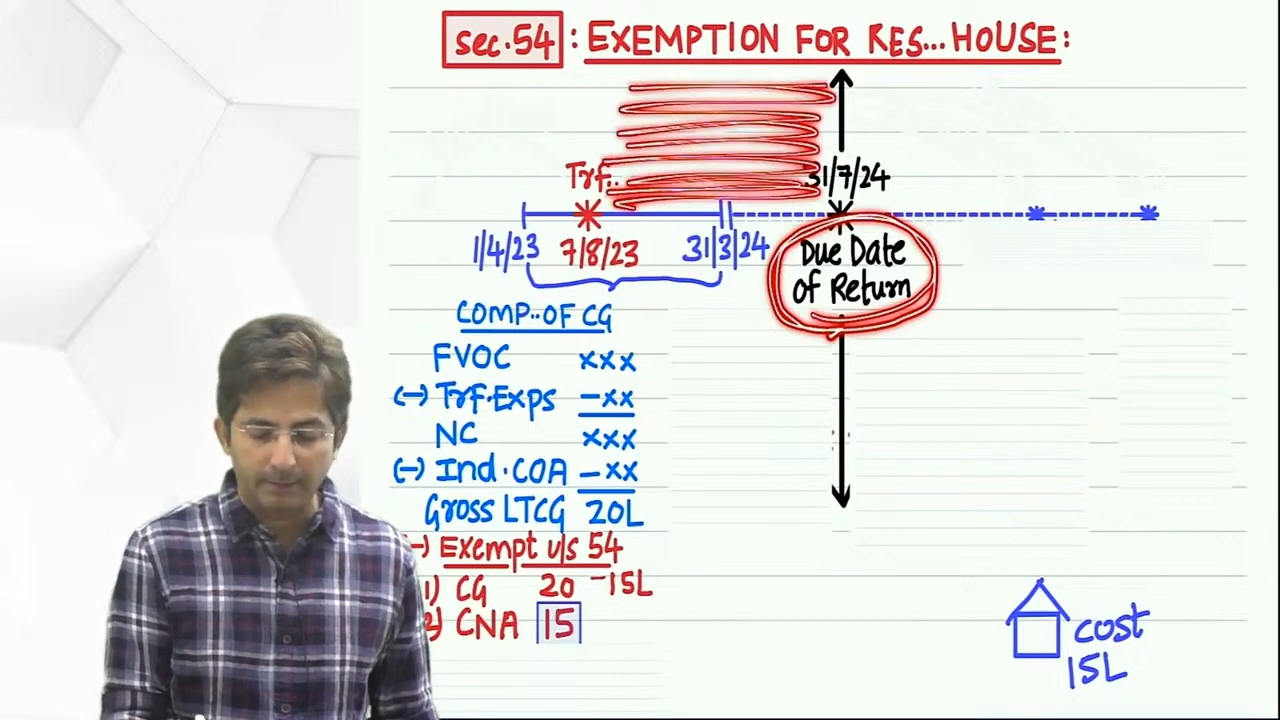 sec.54 : EXEMPTION FOR RES... HOUSE:
Trf..
31/7/24
1/4/23 7/8/23 31/3/24
Due Date
of Return
COMP..OF CG
FVOC xxx
(-) Trf.Exps -xx
NC xxx
(-) Ind.COA -xx
Gross LTCG 20L
-) Exempt u/s 54
1) CG 20 -15L
2) CNA 15
cost
15L